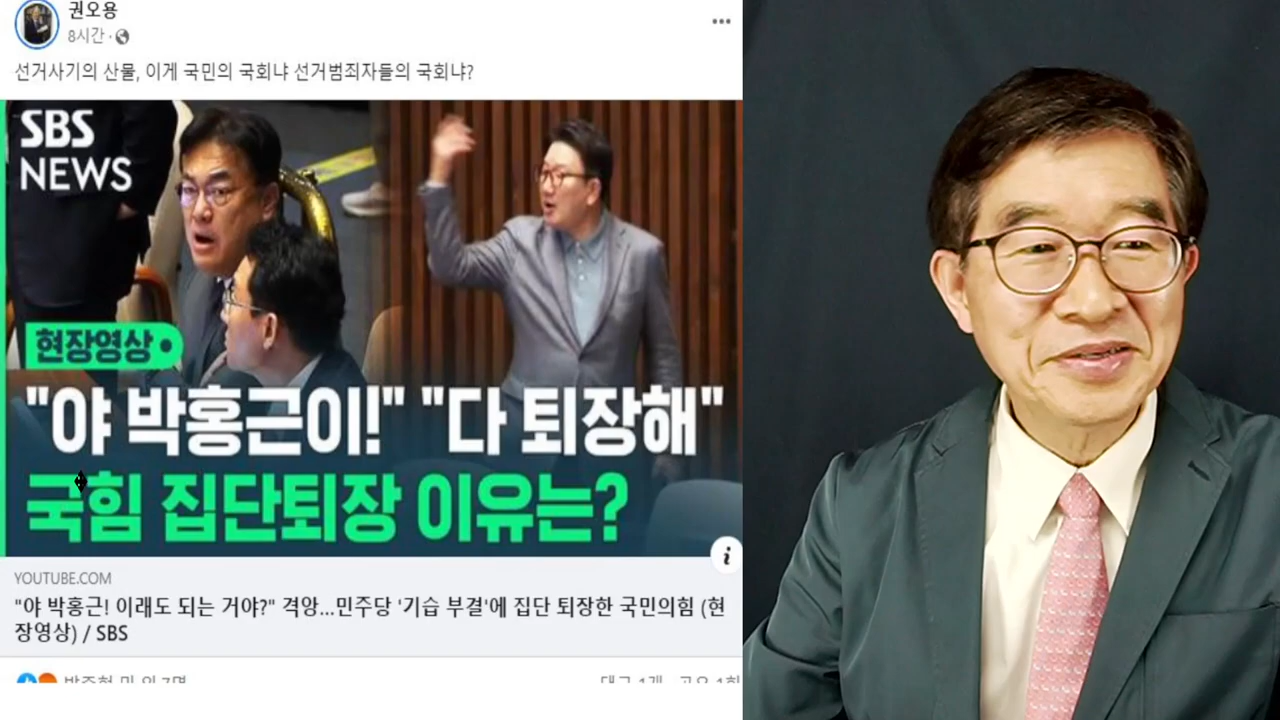 권오용
8시간 ·
선거사기의 산물, 이게 국민의 국회냐 선거범죄자들의 국회냐?
SBS
NEWS
현장영상
"야 박홍근이!" "다 퇴장해"
국힘 집단퇴장 이유는?
i
YOUTUBE.COM
"야 박홍근! 이래도 되는 거야?" 격앙...민주당 '기습 부결'에 집단 퇴장한 국민의힘 (현
장영상) / SBS